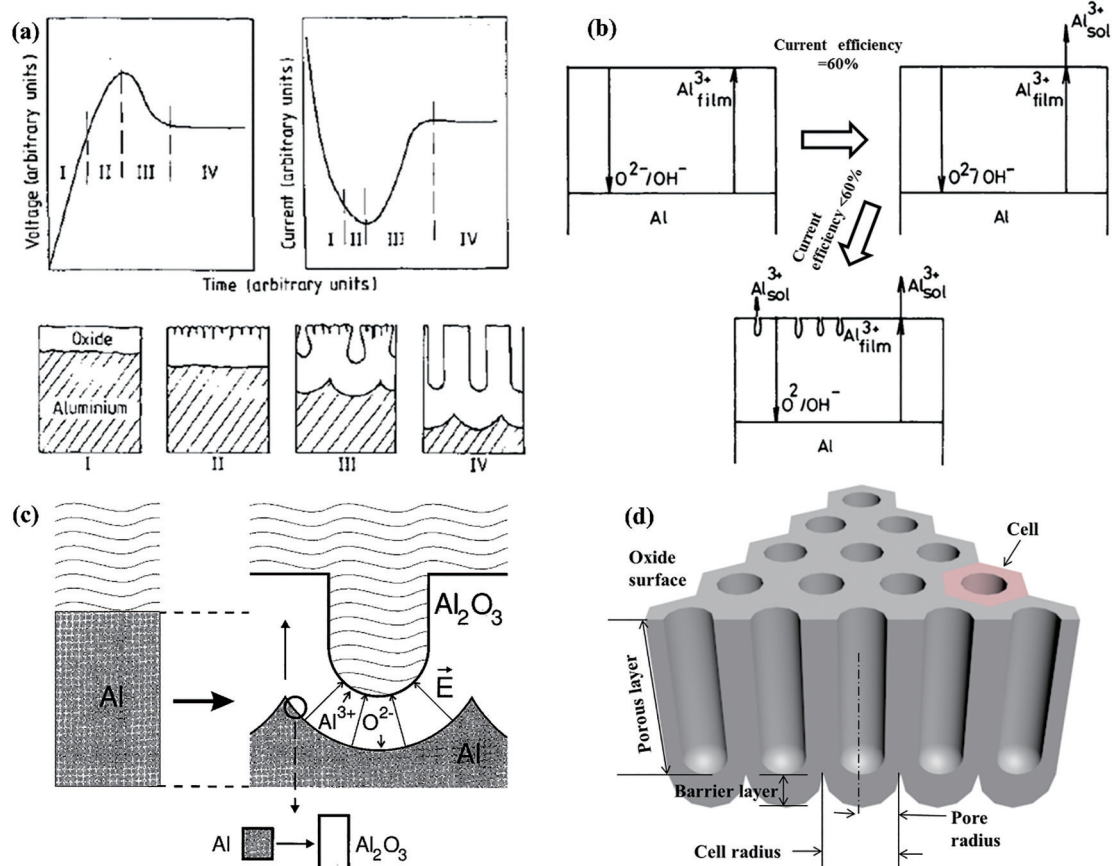 (a)
Voltage (arbitrary units)
I
II
III
IV
Current (arbitrary units)
I
II
III
IV
Time (arbitrary units)
Oxide
Aluminium
I
II
III
IV
(b)
Current efficiency
=60%
Al³⁺film
O²⁻/OH⁻
Al
Al³⁺sol
Al³⁺film
O²⁻/OH⁻
Al
Current
efficiency <60%
Al³⁺sol
Al³⁺sol
Al³⁺film
O²/OH⁻
Al
(c)
Al
Al₂O₃
E
Al³⁺
O²⁻
Al
Al
Al₂O₃
(d)
Cell
Oxide
surface
Porous layer
Barrier layer
Pore
radius
Cell radius